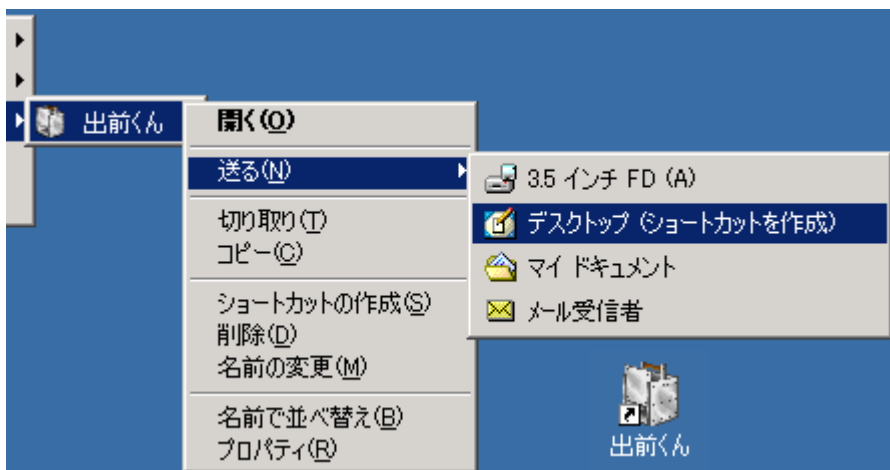 出前くん
開く(O)
送る(N)
切り取り(T)
コピー(C)
ショートカットの作成(S)
削除(D)
名前の変更(M)
名前で並べ替え(B)
プロパティ(R)
3.5 インチ FD (A)
デスクトップ (ショートカットを作成)
マイ ドキュメント
メール受信者
出前くん